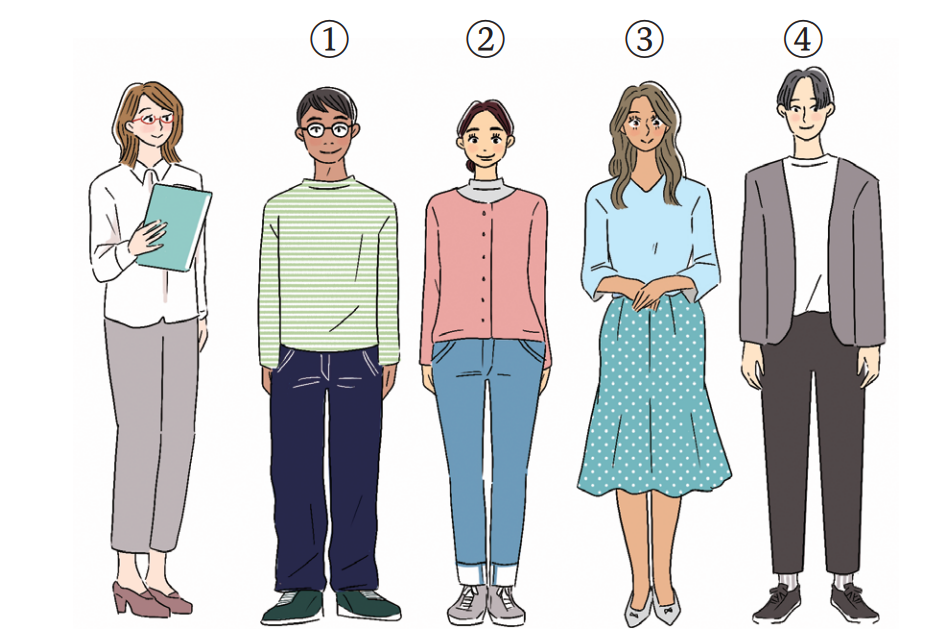 ① ② ③ ④